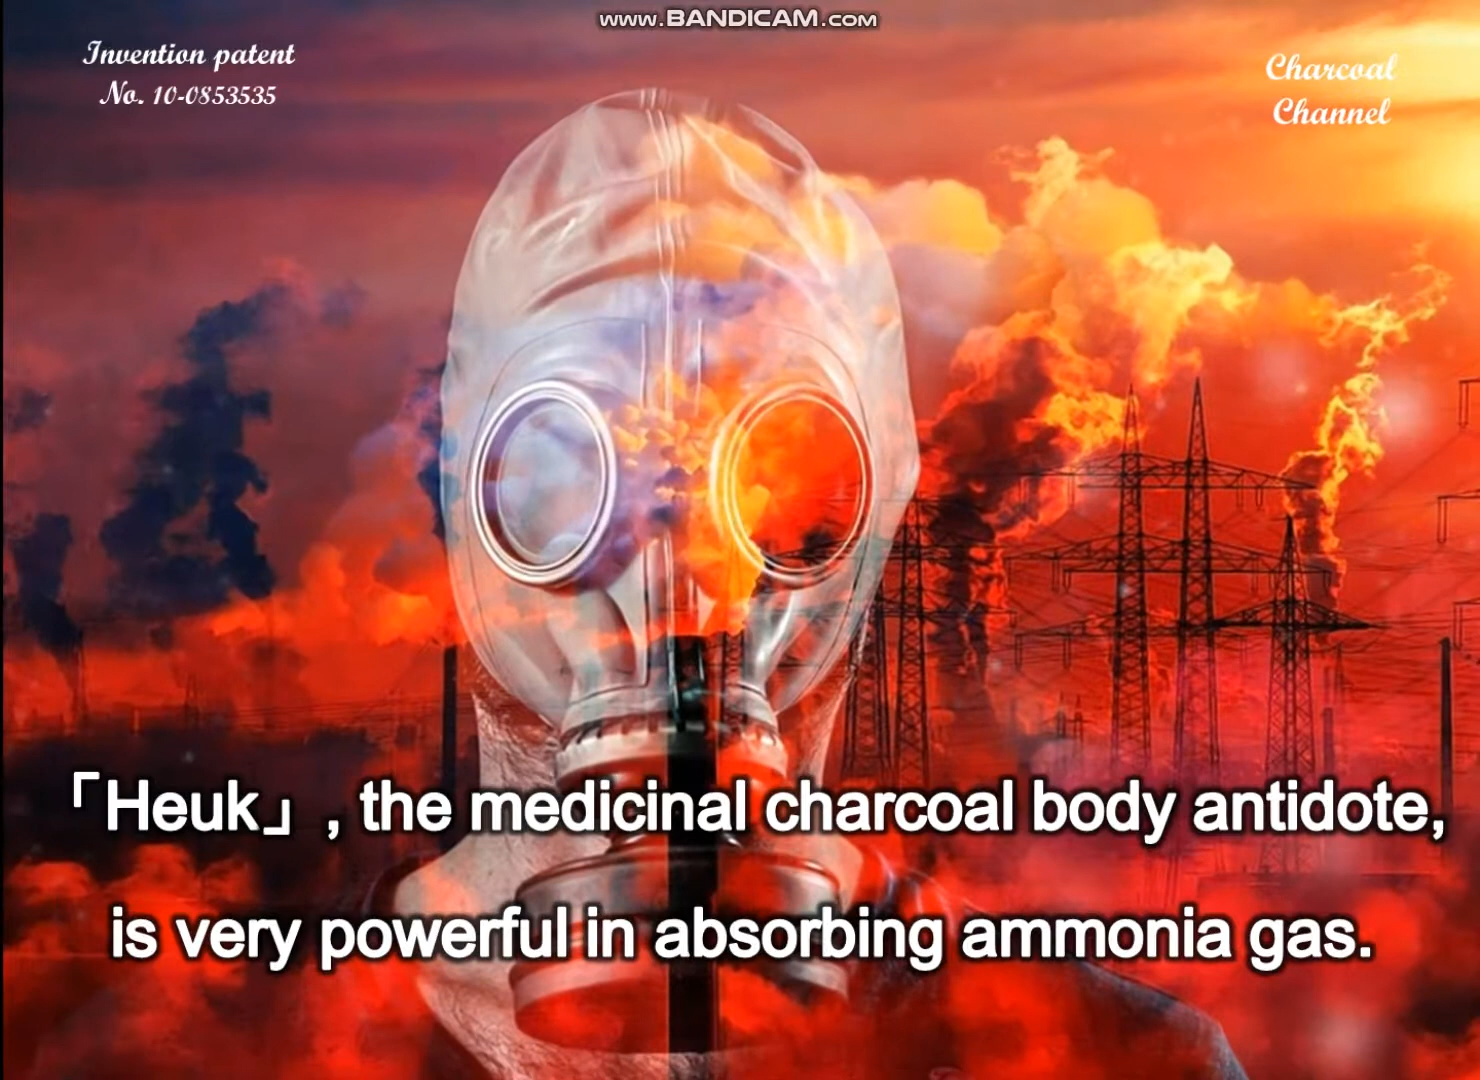 www.BANDICAM.com
Invention patent
No. 10-0853535
Charcoal
Channel
「Heuk」, the medicinal charcoal body antidote,
is very powerful in absorbing ammonia gas.